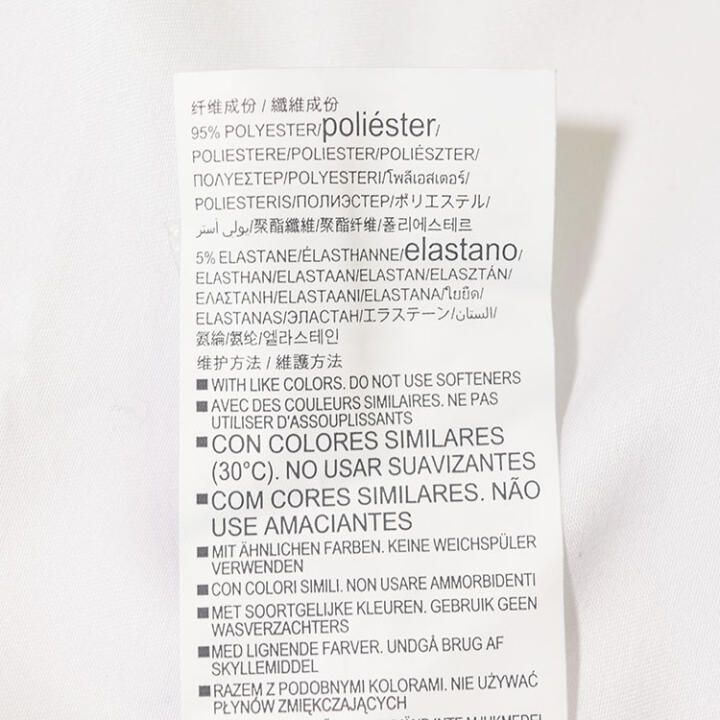 纤维成份 / 纖維成份
95% POLYESTER/poliéster/
POLIESTERE/POLIESTER/POLIÉSZTER/
ΠΟΛΥΕΣΤΕΡ/POLYESTERI/โพลีเอสเตอร์/
POLIESTERIS/ПОЛИЭСТЕР/ポリエステル/
بولي أستر/聚酯纖維/聚酯纤维/폴리에스테르
5% ELASTANE/ÉLASTHANNE/elastano/
ELASTHAN/ELASTAAN/ELASTAN/ELASZTÁN/
ΕΛΑΣΤΑΝΗ/ELASTAANI/ELASTANA/ใยยืด/
ELASTANAS/ЭЛАСТАН/エラステーン/الستان/
氨綸/氨纶/엘라스테인
维护方法 / 維護方法
■ WITH LIKE COLORS. DO NOT USE SOFTENERS
■ AVEC DES COULEURS SIMILAIRES. NE PAS
UTILISER D'ASSOUPLISSANTS
■ CON COLORES SIMILARES
(30°C). NO USAR SUAVIZANTES
■ COM CORES SIMILARES. NÃO
USE AMACIANTES
■ MIT ÄHNLICHEN FARBEN. KEINE WEICHSPÜLER
VERWENDEN
■ CON COLORI SIMILI. NON USARE AMMORBIDENTI
■ MET SOORTGELIJKE KLEUREN. GEBRUIK GEEN
WASVERZACHTERS
■ MED LIGNENDE FARVER. UNDGÅ BRUG AF
SKYLLEMIDDEL
■ RAZEM Z PODOBNYMI KOLORAMI. NIE UŻYWAĆ
PŁYNÓW ZMIĘKCZAJĄCYCH